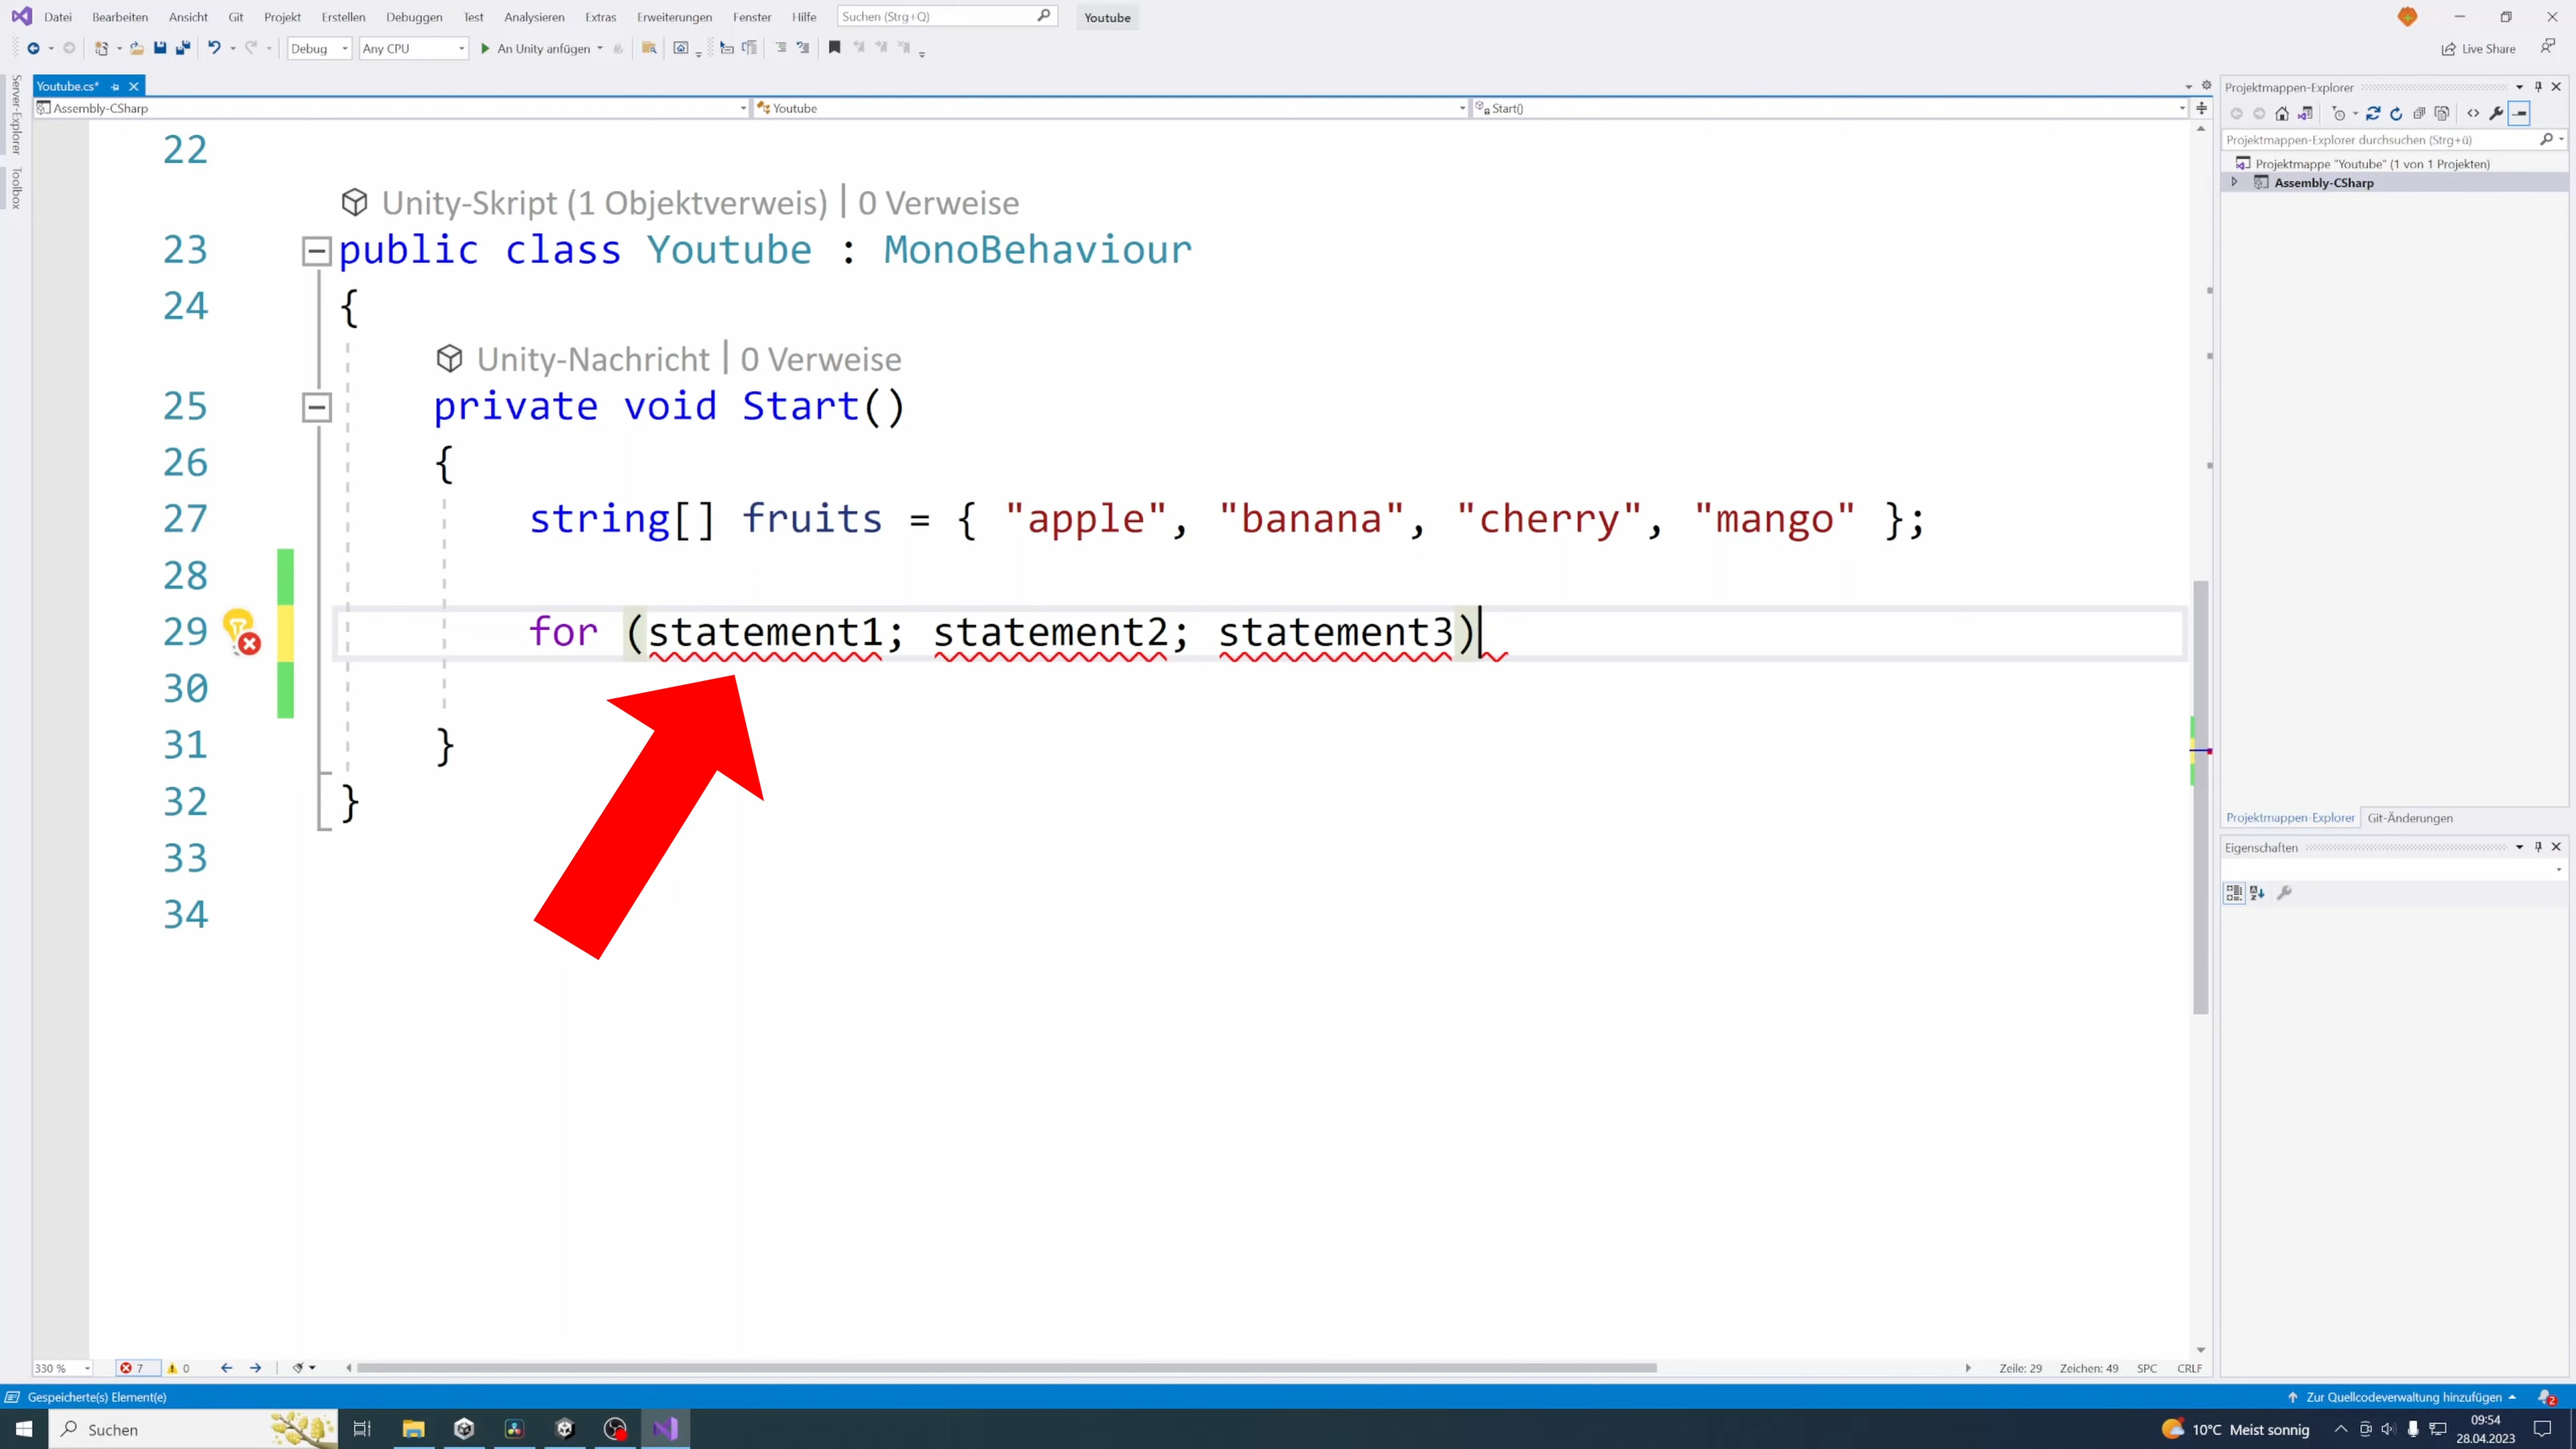 Datei Bearbeiten Ansicht Git Projekt Erstellen Debuggen Test Analysieren Extras Erweiterungen Fenster Hilfe Suchen (Strg+Q) Youtube
Debug Any CPU An Unity anfügen Live Share
Server-Explorer
Toolbox
Youtube.cs*
Assembly-CSharp Youtube Start()
22
Unity-Skript (1 Objektverweis) | 0 Verweise
23 public class Youtube : MonoBehaviour
24 {
Unity-Nachricht | 0 Verweise
25 private void Start()
26 {
27 string[] fruits = { "apple", "banana", "cherry", "mango" };
28
29 for (statement1; statement2; statement3)
30
31 }
32 }
33
34
Projektmappen-Explorer
Projektmappen-Explorer durchsuchen (Strg+ü)
Projektmappe "Youtube" (1 von 1 Projekten)
Assembly-CSharp
Projektmappen-Explorer Git-Änderungen
Eigenschaften
330 % 7 0 Zeile: 29 Zeichen: 49 SPC CRLF
Gespeicherte(s) Element(e) Zur Quellcodeverwaltung hinzufügen 2
Suchen 10°C Meist sonnig 09:54
28.04.2023